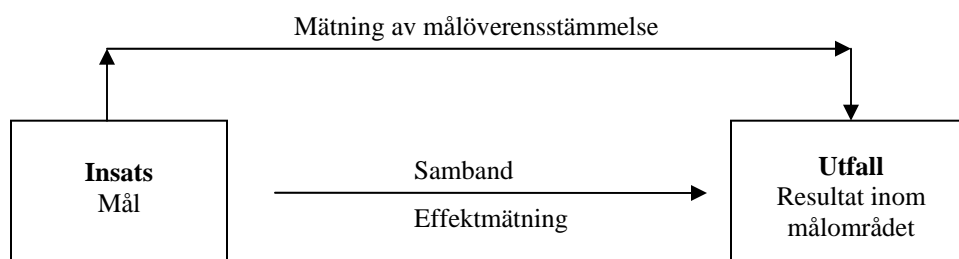 Mätning av målöverensstämmelse
Insats
Mål
Samband
Effektmätning
Utfall
Resultat inom
målområdet